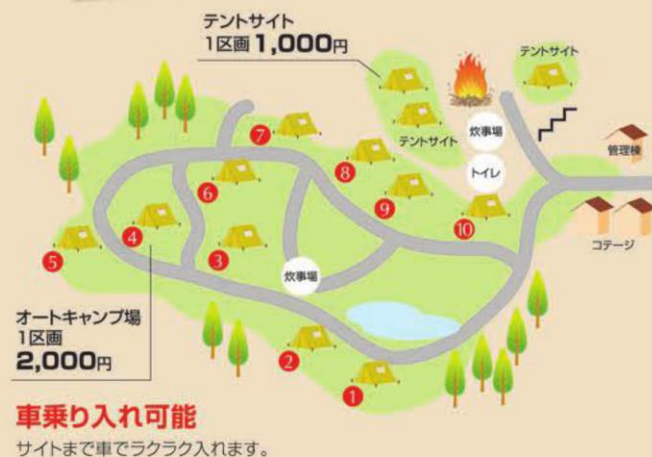 テントサイト
1区画 1,000円
テントサイト
テントサイト
炊事場
トイレ
管理棟
コテージ
7
8
6
9
10
4
5
3
炊事場
オートキャンプ場
1区画
2,000円
2
1
車乗り入れ可能
サイトまで車でラクラク入れます。